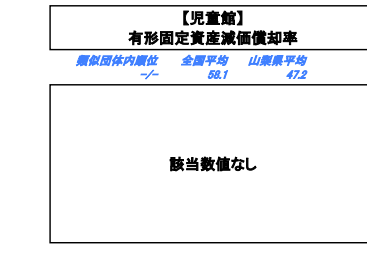 【児童館】
有形固定資産減価償却率
類似団体内順位 全国平均 山梨県平均
-/- 58.1 47.2
該当数値なし